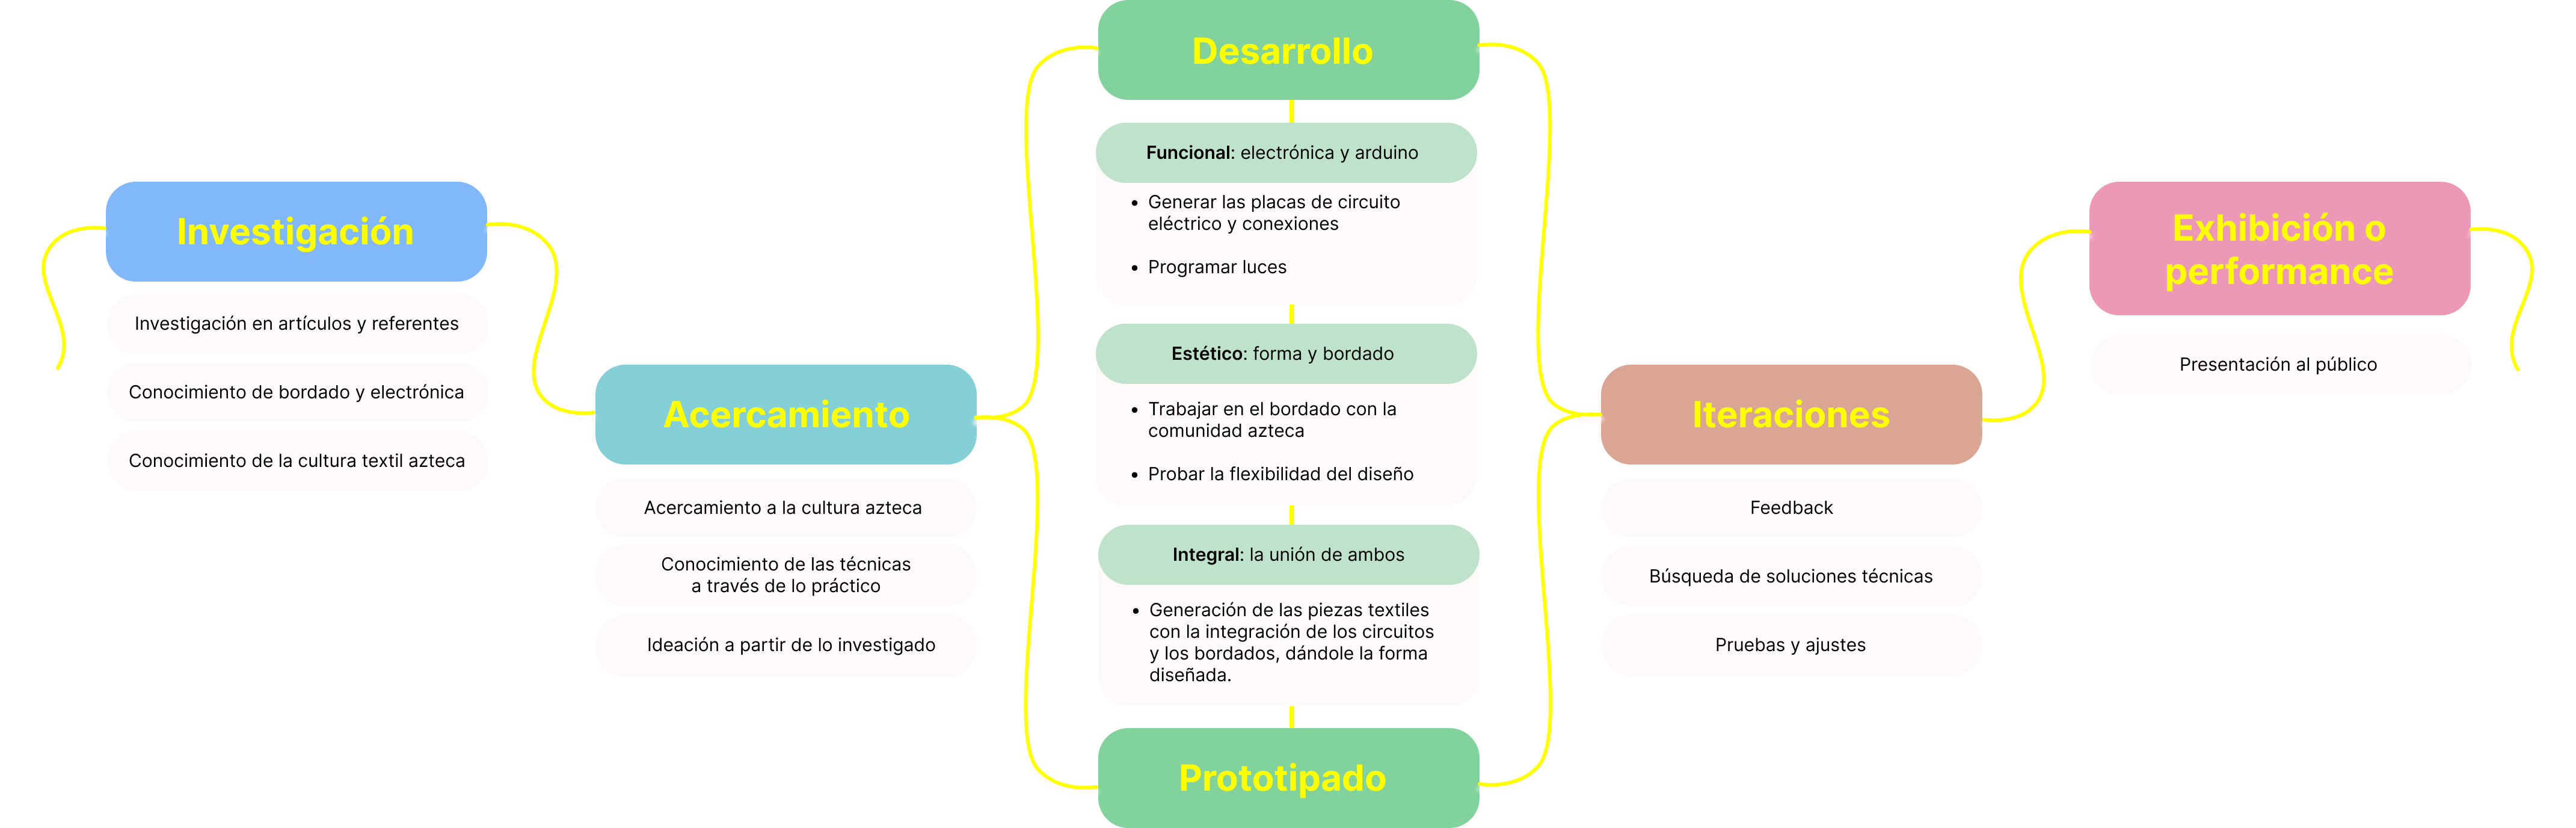 Investigación
Investigación en artículos y referentes
Conocimiento de bordado y electrónica
Conocimiento de la cultura textil azteca
Acercamiento
Acercamiento a la cultura azteca
Conocimiento de las técnicas
a través de lo práctico
Ideación a partir de lo investigado
Desarrollo
Funcional: electrónica y arduino
• Generar las placas de circuito
eléctrico y conexiones
• Programar luces
Estético: forma y bordado
• Trabajar en el bordado con la
comunidad azteca
• Probar la flexibilidad del diseño
Integral: la unión de ambos
• Generación de las piezas textiles
con la integración de los circuitos
y los bordados, dándole la forma
diseñada.
Prototipado
Iteraciones
Feedback
Búsqueda de soluciones técnicas
Pruebas y ajustes
Exhibición o
performance
Presentación al público